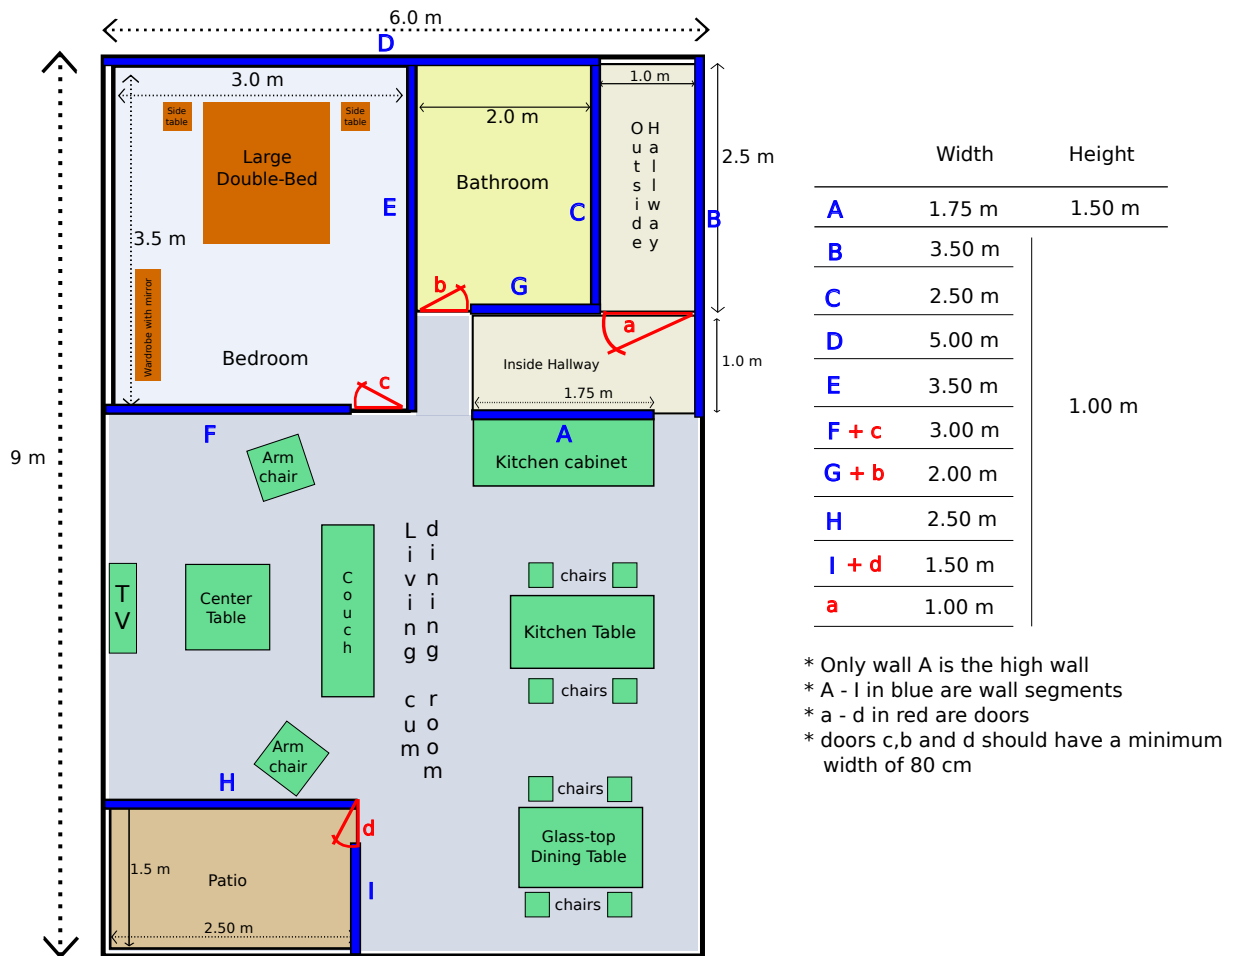 6.0 m
D
3.0 m
1.0 m
Side
table
Side
table
2.0 m
O H
u a
t l
s l
i w
d a
e y
2.5 m
Large
Double-Bed
Bathroom
E
C
B
3.5 m
b
G
a
Wardrobe with mirror
Bedroom
Inside Hallway
1.0 m
c
1.75 m
F
A
9 m
Arm
chair
Kitchen cabinet
Living cum
dining room
TV
Center
Table
Couch
chairs
Kitchen Table
chairs
Arm
chair
H
chairs
d
Glass-top
Dining Table
1.5 m
Patio
I
chairs
2.50 m
Width Height
A 1.75 m 1.50 m
B 3.50 m
C 2.50 m
D 5.00 m
E 3.50 m
1.00 m
F + c 3.00 m
G + b 2.00 m
H 2.50 m
I + d 1.50 m
a 1.00 m
* Only wall A is the high wall
* A - I in blue are wall segments
* a - d in red are doors
* doors c,b and d should have a minimum
width of 80 cm